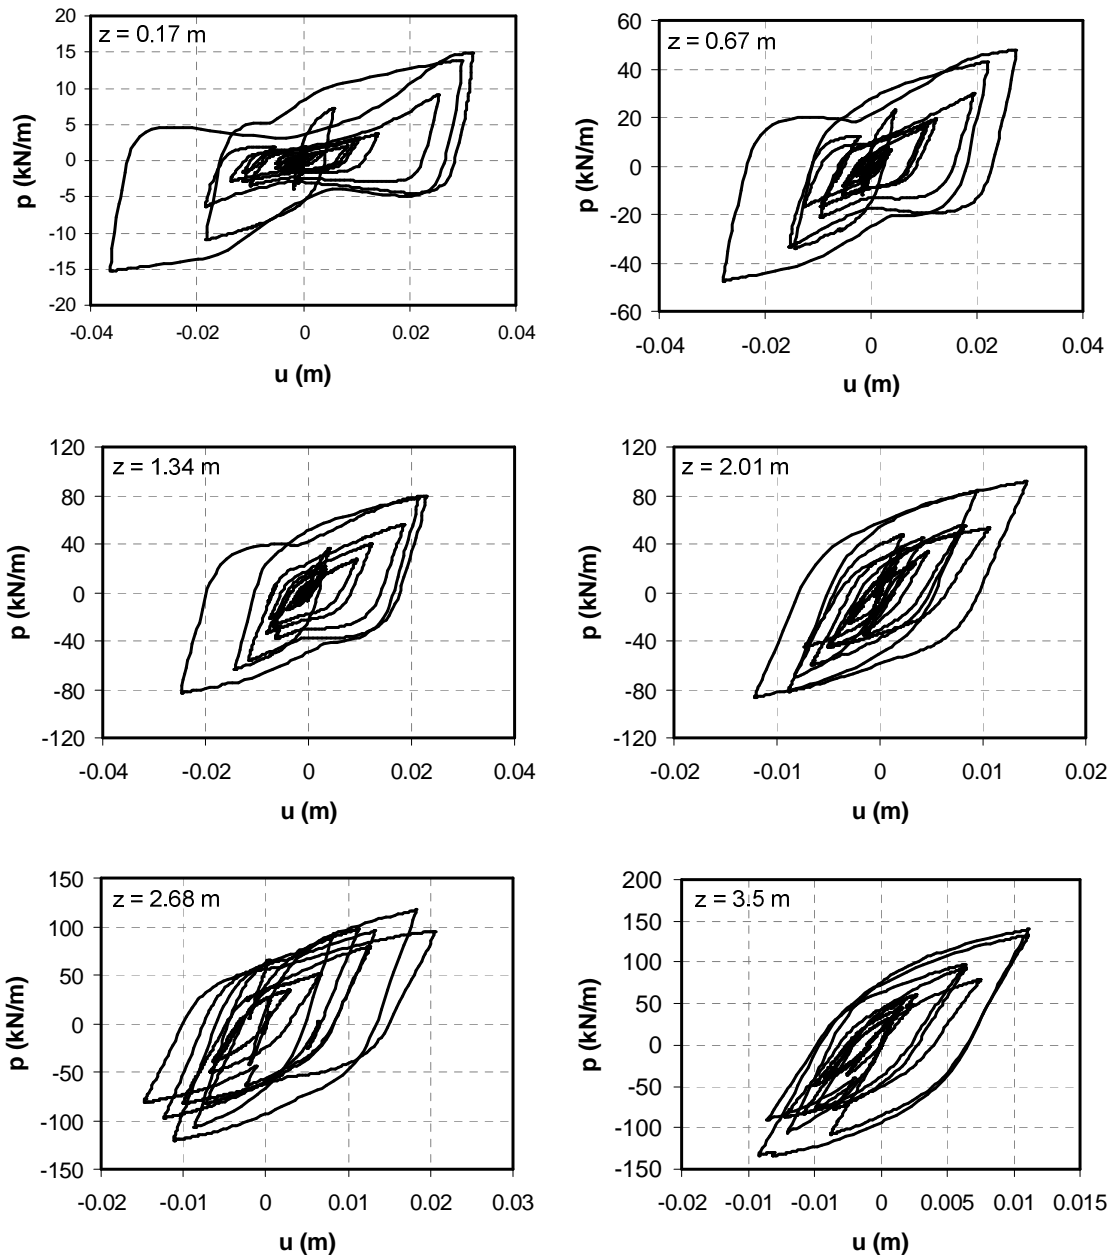 20
z = 0.17 m
15
10
5
0
-5
-10
-15
-20
p (kN/m)
-0.04 -0.02 0 0.02 0.04
u (m)
60
z = 0.67 m
40
20
0
-20
-40
-60
p (kN/m)
-0.04 -0.02 0 0.02 0.04
u (m)
120
z = 1.34 m
80
40
0
-40
-80
-120
p (kN/m)
-0.04 -0.02 0 0.02 0.04
u (m)
120
z = 2.01 m
80
40
0
-40
-80
-120
p (kN/m)
-0.02 -0.01 0 0.01 0.02
u (m)
150
z = 2.68 m
100
50
0
-50
-100
-150
p (kN/m)
-0.02 -0.01 0 0.01 0.02 0.03
u (m)
200
z = 3.5 m
150
100
50
0
-50
-100
-150
p (kN/m)
-0.02 -0.01 -0.01 0 0.005 0.01 0.015
u (m)